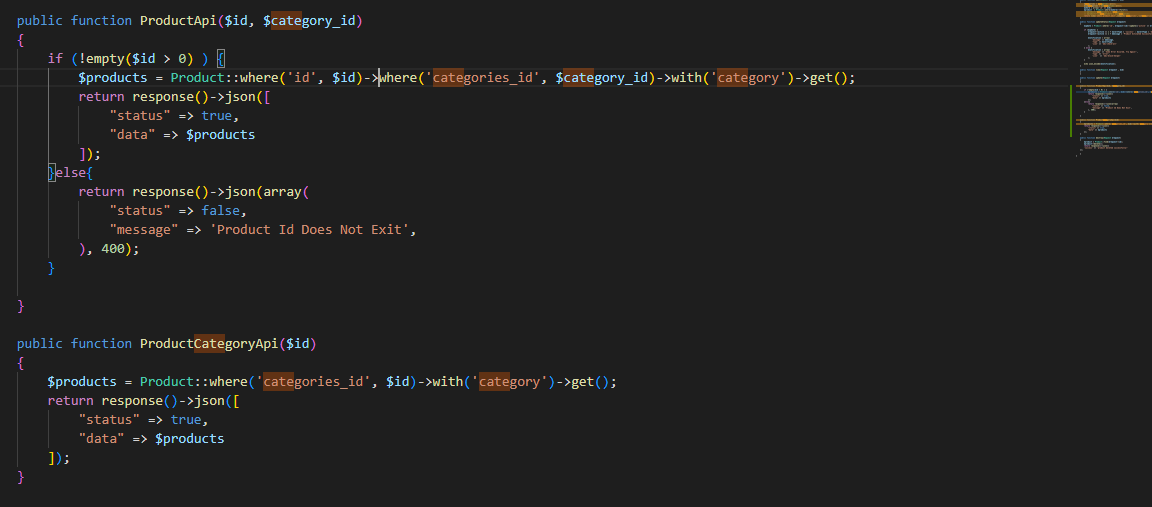 public function ProductApi($id, $category_id)
{
    if (!empty($id > 0) ) {
        $products = Product::where('id', $id)->where('categories_id', $category_id)->with('category')->get();
        return response()->json([
            "status" => true,
            "data" => $products
        ]);
    }else{
        return response()->json(array(
            "status" => false,
            "message" => 'Product Id Does Not Exit',
        ), 400);
    }
}
public function ProductCategoryApi($id)
{
    $products = Product::where('categories_id', $id)->with('category')->get();
    return response()->json([
        "status" => true,
        "data" => $products
    ]);
}